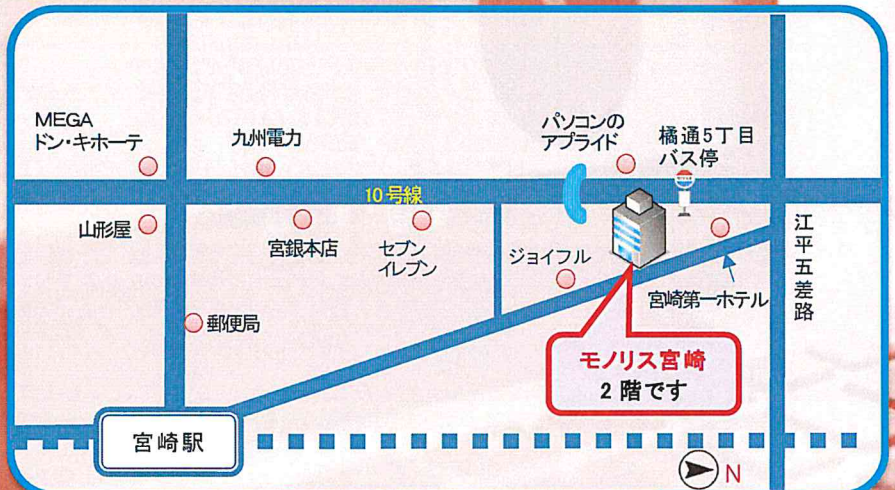 MEGA
ドン・キホーテ
九州電力
パソコンの
アプライド
橘通5丁目
バス停
10号線
山形屋
宮銀本店
セブン
イレブン
ジョイフル
宮崎第一ホテル
江平五差路
郵便局
モノリス宮崎
2階です
宮崎駅
N